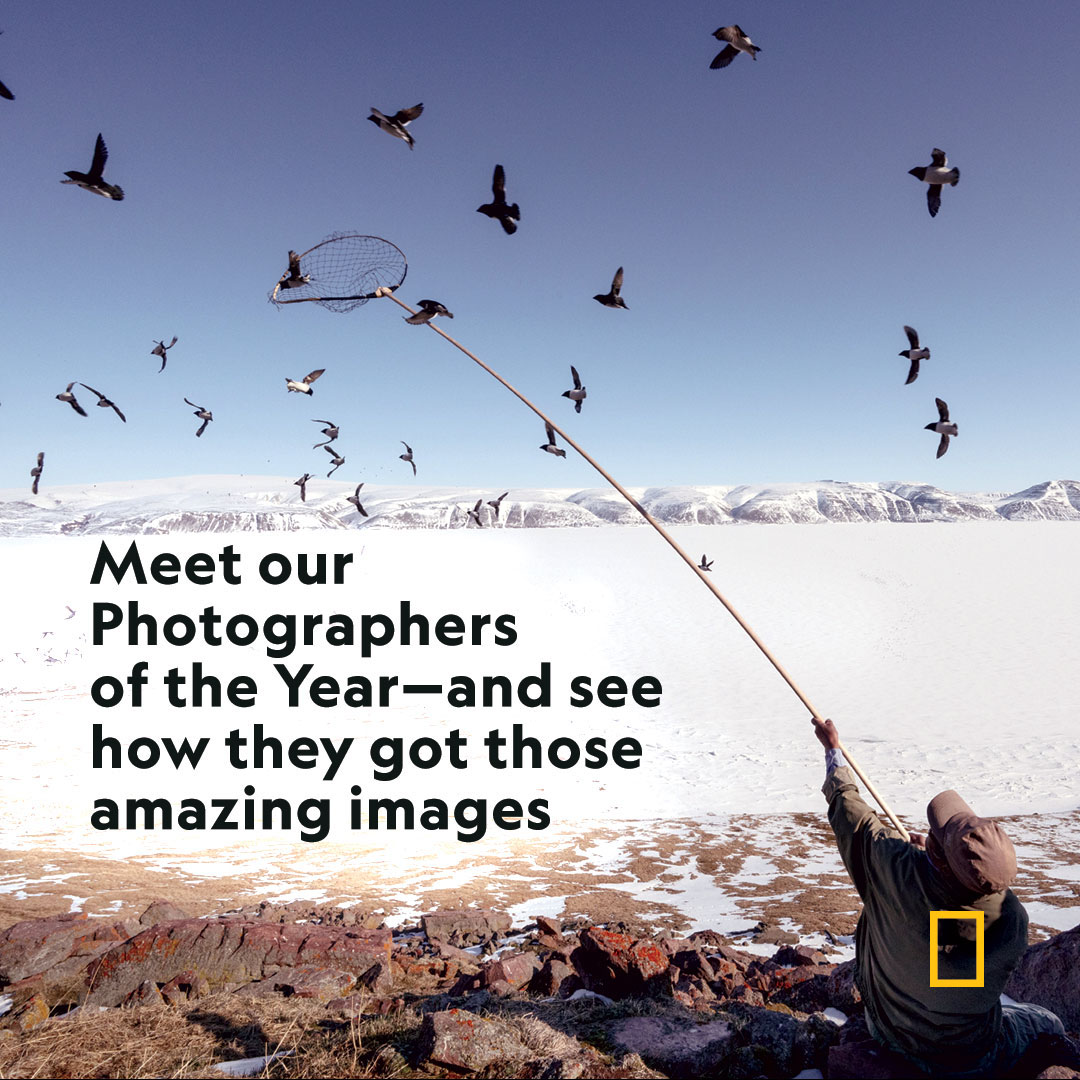 Meet our
Photographers
of the Year—and see
how they got those
amazing images